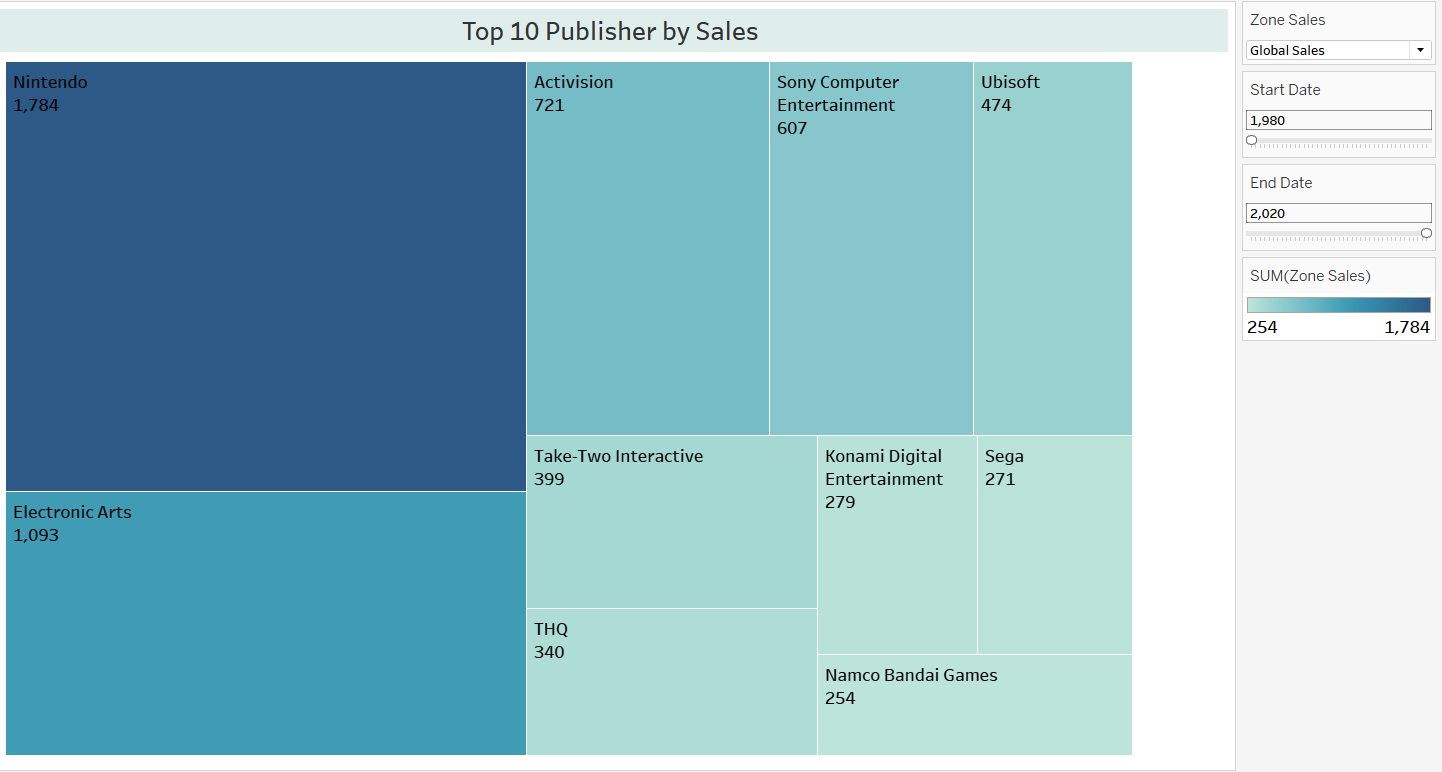 Top 10 Publisher by Sales
Nintendo
1,784
Electronic Arts
1,093
Activision
721
Sony Computer
Entertainment
607
Ubisoft
474
Take-Two Interactive
399
THQ
340
Konami Digital
Entertainment
279
Sega
271
Namco Bandai Games
254
Zone Sales
Global Sales
Start Date
1,980
End Date
2,020
SUM(Zone Sales)
254 1,784